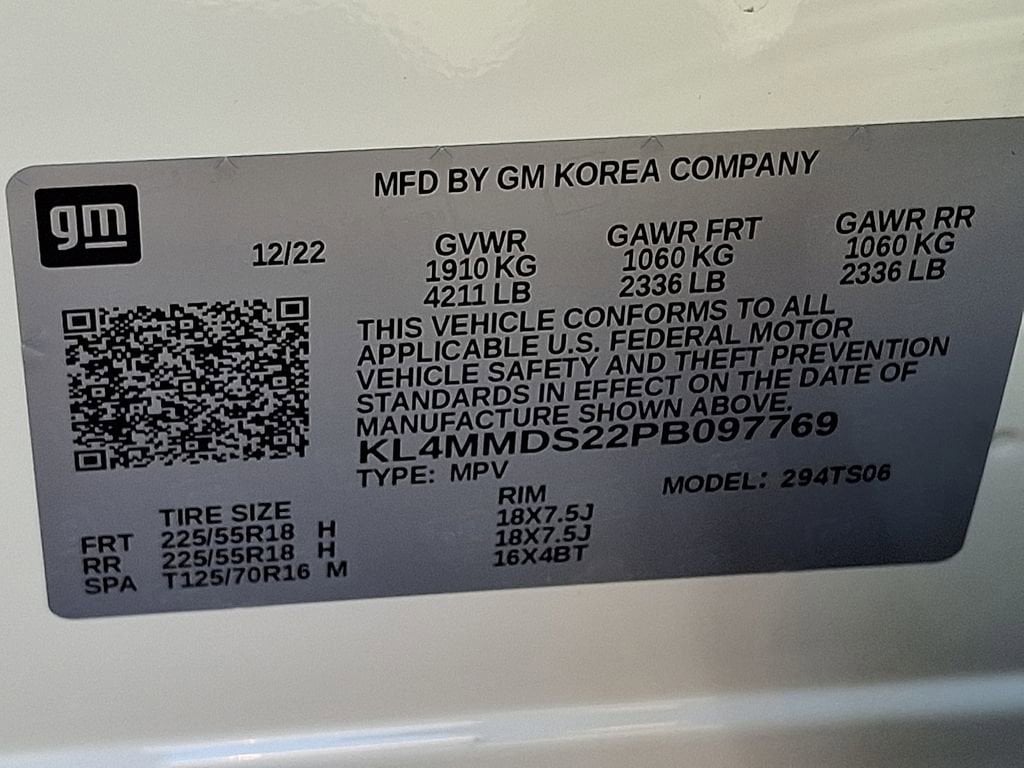 MFD BY GM KOREA COMPANY
gm
12/22
GVWR
1910 KG
4211 LB
GAWR FRT
1060 KG
2336 LB
GAWR RR
1060 KG
2336 LB
THIS VEHICLE CONFORMS TO ALL
APPLICABLE U.S. FEDERAL MOTOR
VEHICLE SAFETY AND THEFT PREVENTION
STANDARDS IN EFFECT ON THE DATE OF
MANUFACTURE SHOWN ABOVE.
KL4MMDS22PB097769
TYPE: MPV
MODEL: 294TS06
TIRE SIZE RIM
FRT 225/55R18 H 18X7.5J
RR 225/55R18 H 18X7.5J
SPA T125/70R16 M 16X4BT